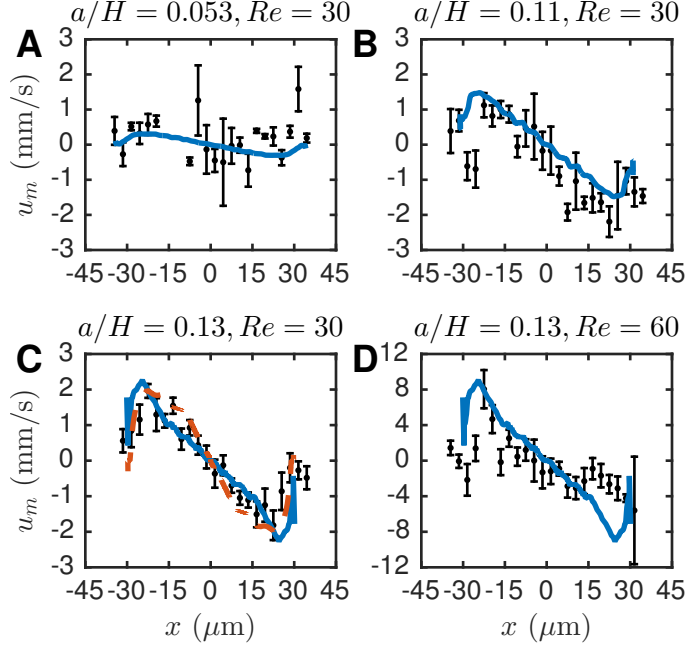 A a/H = 0.053, Re = 30
B a/H = 0.11, Re = 30
u_m (mm/s)
3
2
1
0
-1
-2
-3
-45 -30 -15 0 15 30 45
3
2
1
0
-1
-2
-3
-45 -30 -15 0 15 30 45
C a/H = 0.13, Re = 30
D a/H = 0.13, Re = 60
u_m (mm/s)
3
2
1
0
-1
-2
-3
-45 -30 -15 0 15 30 45
x (μm)
12
8
4
0
-4
-8
-12
-45 -30 -15 0 15 30 45
x (μm)